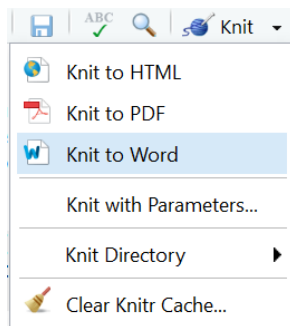 ABC Knit
Knit to HTML
Knit to PDF
Knit to Word
Knit with Parameters...
Knit Directory
Clear Knitr Cache...